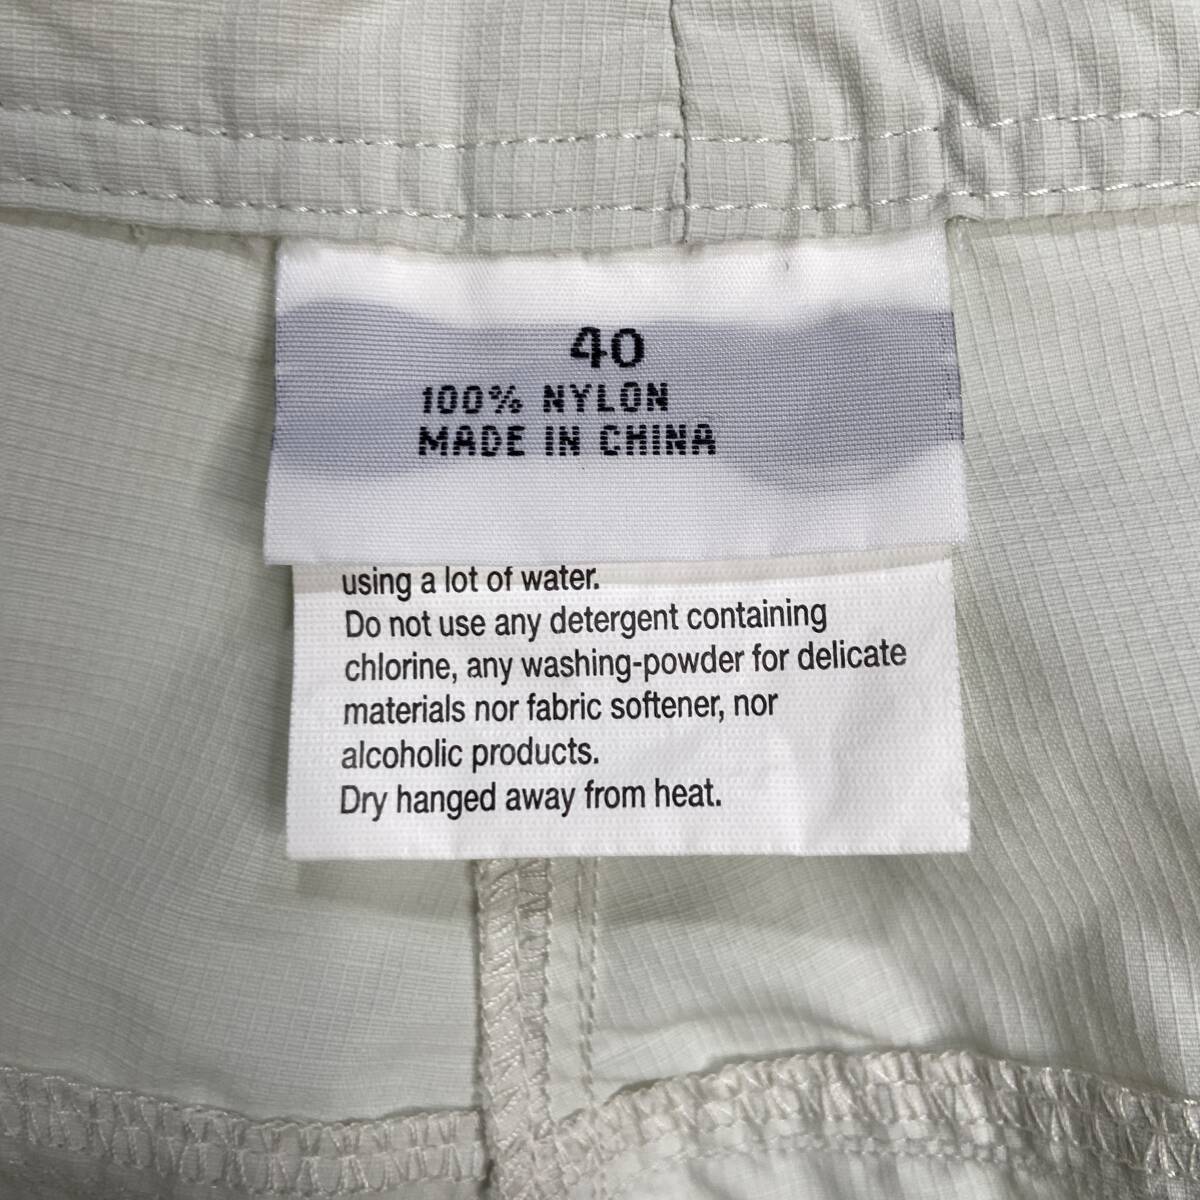 40
100% NYLON
MADE IN CHINA
using a lot of water.
Do not use any detergent containing
chlorine, any washing-powder for delicate
materials nor fabric softener, nor
alcoholic products.
Dry hanged away from heat.